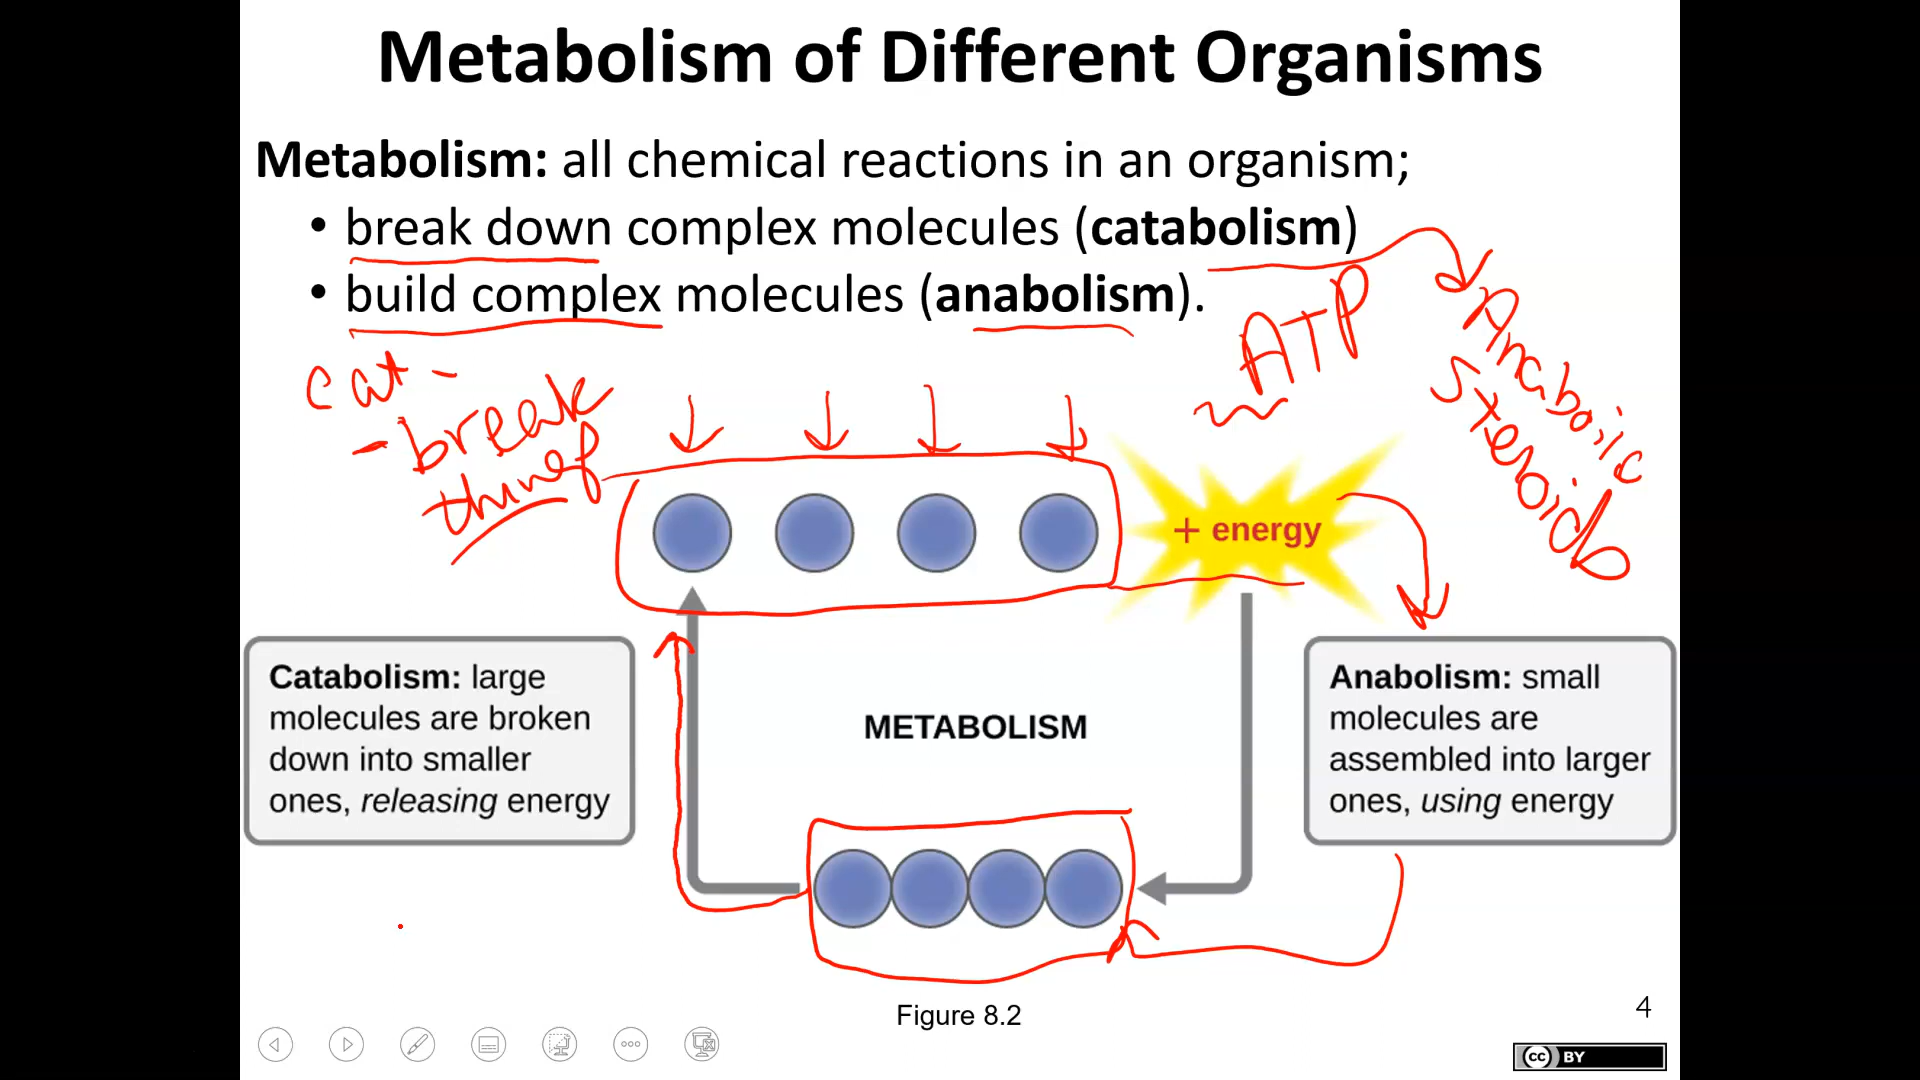 Metabolism of Different Organisms
Metabolism: all chemical reactions in an organism;
• break down complex molecules (catabolism)
• build complex molecules (anabolism).
cat -
- break
things
ATP
Anabolic
Steroids
+ energy
Catabolism: large
molecules are broken
down into smaller
ones, releasing energy
METABOLISM
Anabolism: small
molecules are
assembled into larger
ones, using energy
Figure 8.2
4
cc BY